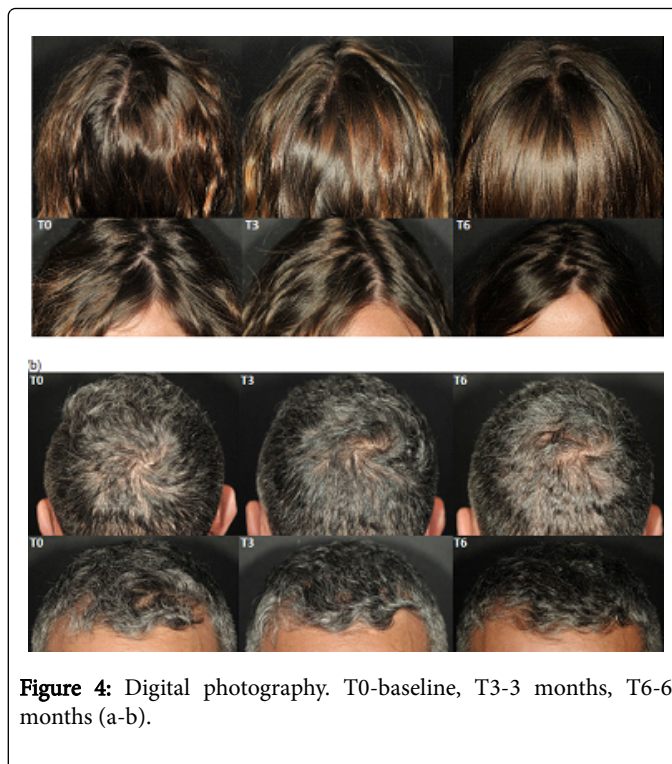 T0 T3 T6
(b)
T0 T3 T6
T0 T3 T6
Figure 4: Digital photography. T0-baseline, T3-3 months, T6-6
months (a-b).